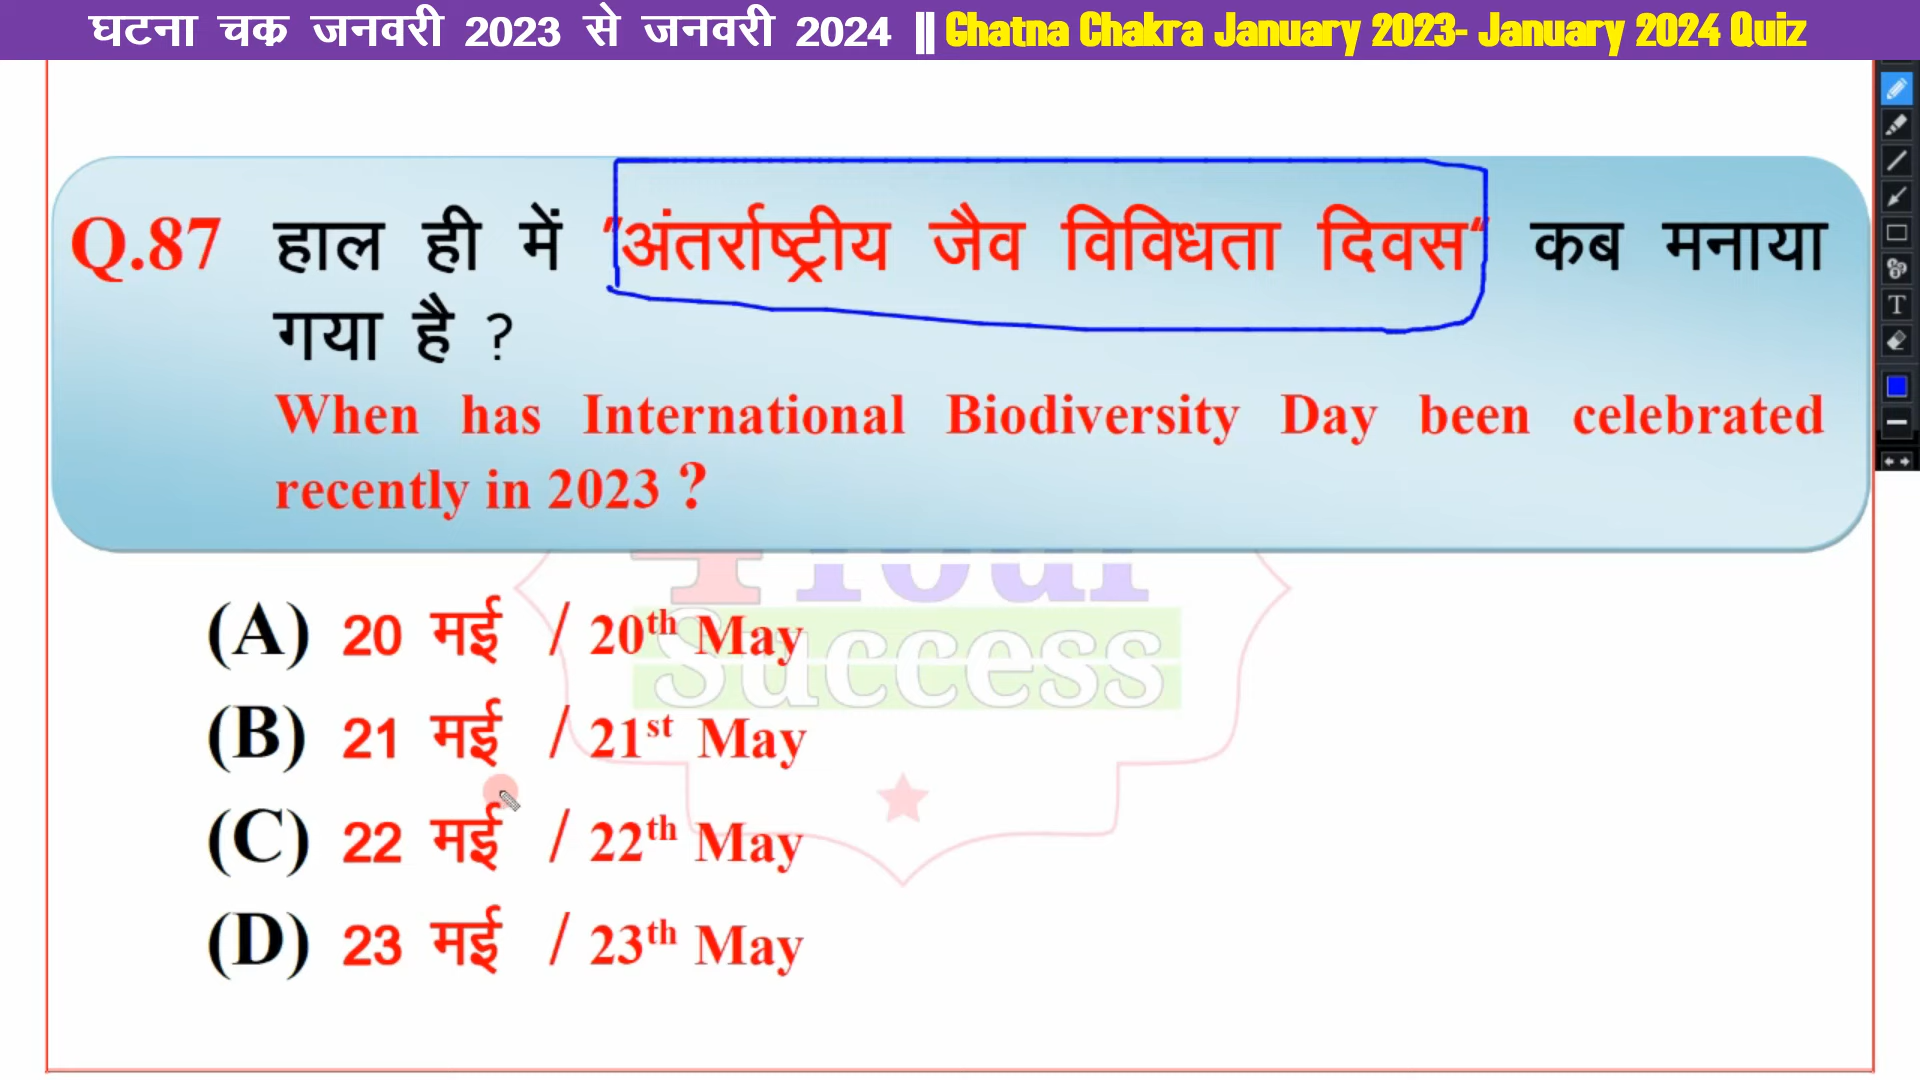 घटना चक्र जनवरी 2023 से जनवरी 2024 || Ghatna Chakra January 2023- January 2024 Quiz
Q.87 हाल ही में "अंतर्राष्ट्रीय जैव विविधता दिवस" कब मनाया
गया है ?
When has International Biodiversity Day been celebrated
recently in 2023 ?
Your
Success
(A) 20 मई / 20th May
(B) 21 मई / 21st May
(C) 22 मई / 22th May
(D) 23 मई / 23th May
T